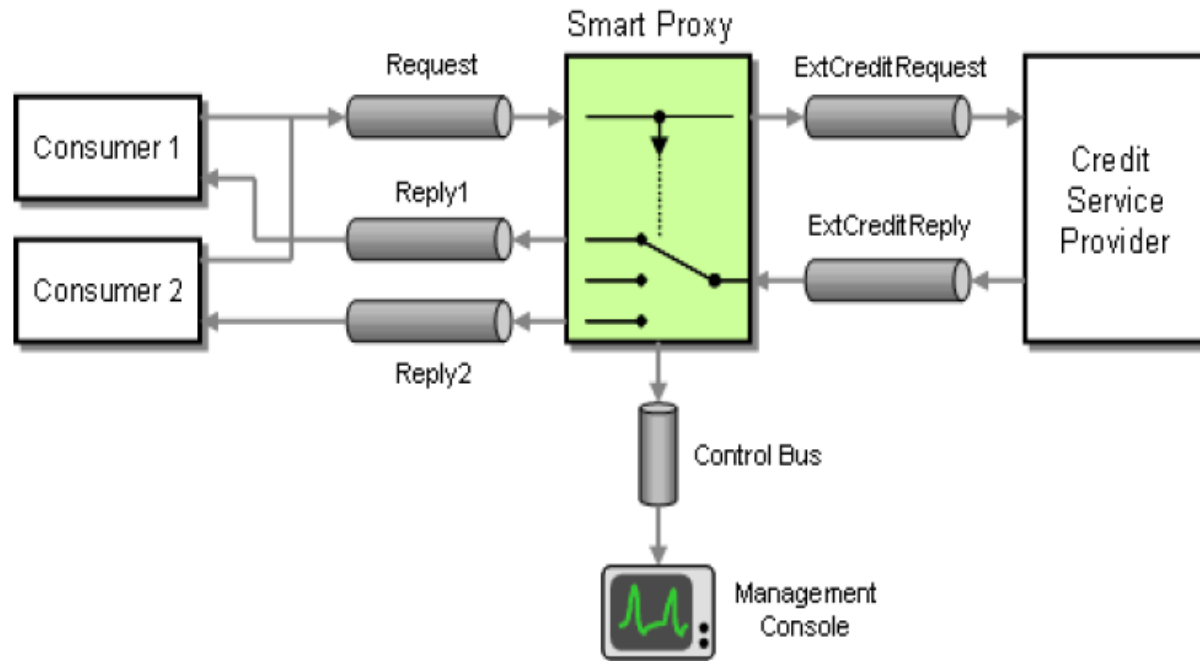 Smart Proxy
Request
ExtCreditRequest
Consumer 1
Reply1
Credit
Service
Provider
ExtCreditReply
Consumer 2
Reply2
Control Bus
Management
Console